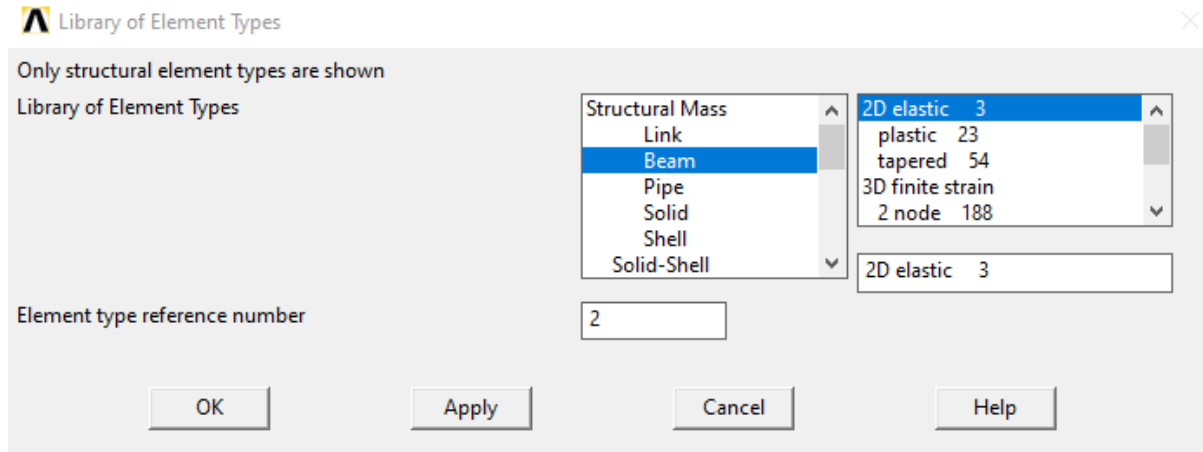 Library of Element Types
Only structural element types are shown
Library of Element Types
Structural Mass
Link
Beam
Pipe
Solid
Shell
Solid-Shell
2D elastic 3
plastic 23
tapered 54
3D finite strain
2 node 188
2D elastic 3
Element type reference number
2
OK
Apply
Cancel
Help